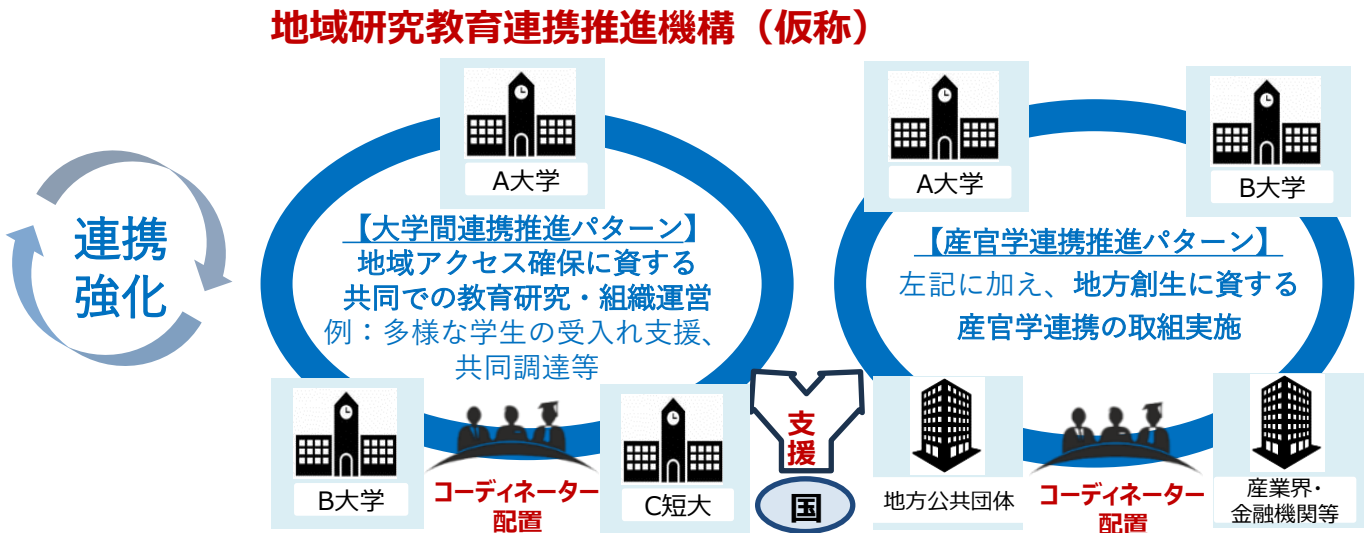 地域研究教育連携推進機構（仮称）
連携
強化
A大学
【大学間連携推進パターン】
地域アクセス確保に資する
共同での教育研究・組織運営
例：多様な学生の受入れ支援、
共同調達等
B大学
コーディネーター
配置
C短大
支
援
国
A大学
B大学
【産官学連携推進パターン】
左記に加え、地方創生に資する
産官学連携の取組実施
地方公共団体
コーディネーター
配置
産業界・
金融機関等